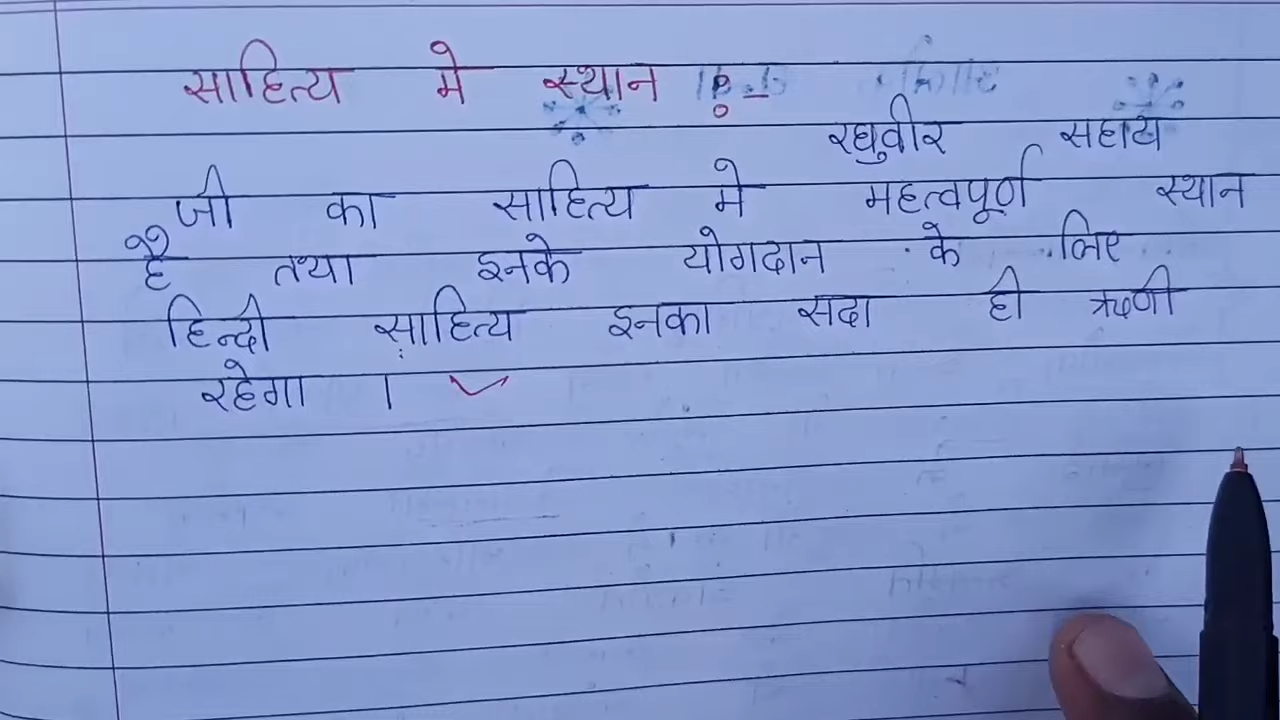 साहित्य मे स्थान :-
रघुवीर सहाय
जी का साहित्य मे महत्वपूर्ण स्थान
है तथा इनके योगदान के लिए
हिन्दी साहित्य इनका सदा ही ऋणी
रहेगा ।